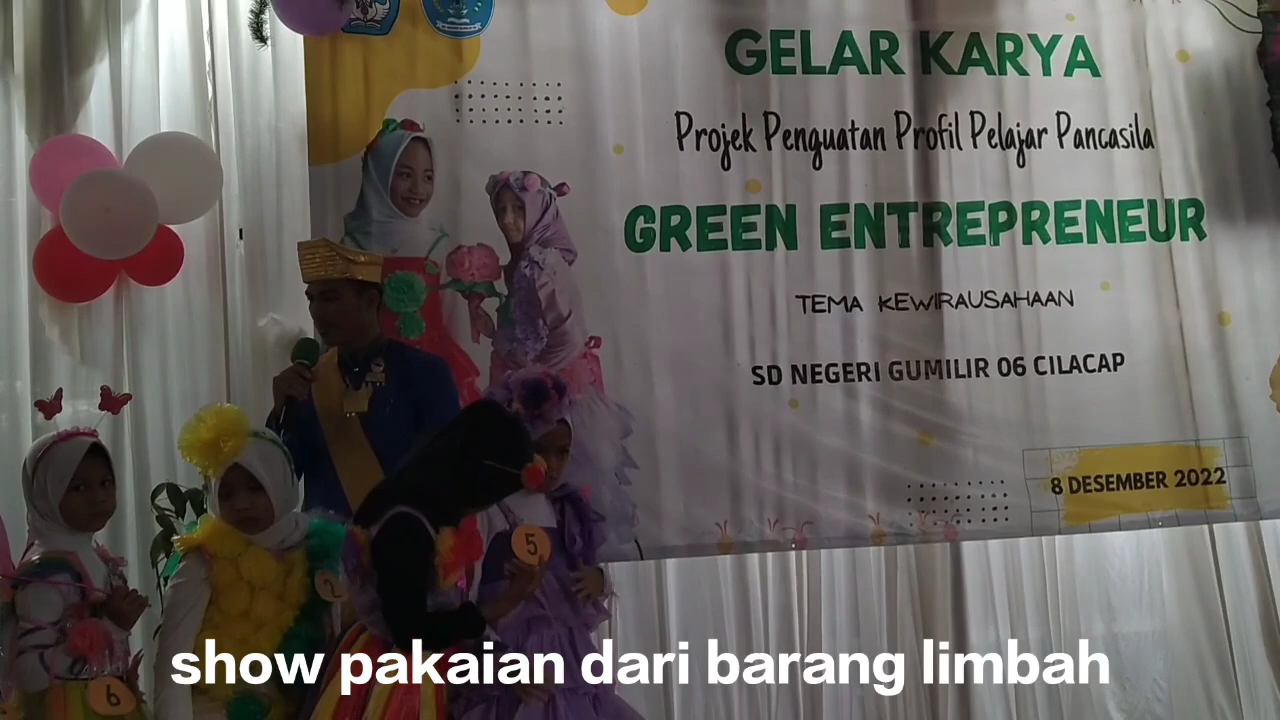 GELAR KARYA
Projek Penguatan Profil Pelajar Pancasila
GREEN ENTREPRENEUR
TEMA KEWIRAUSAHAAN
SD NEGERI GUMILIR 06 CILACAP
8 DESEMBER 2022
5
2
6
show pakaian dari barang limbah